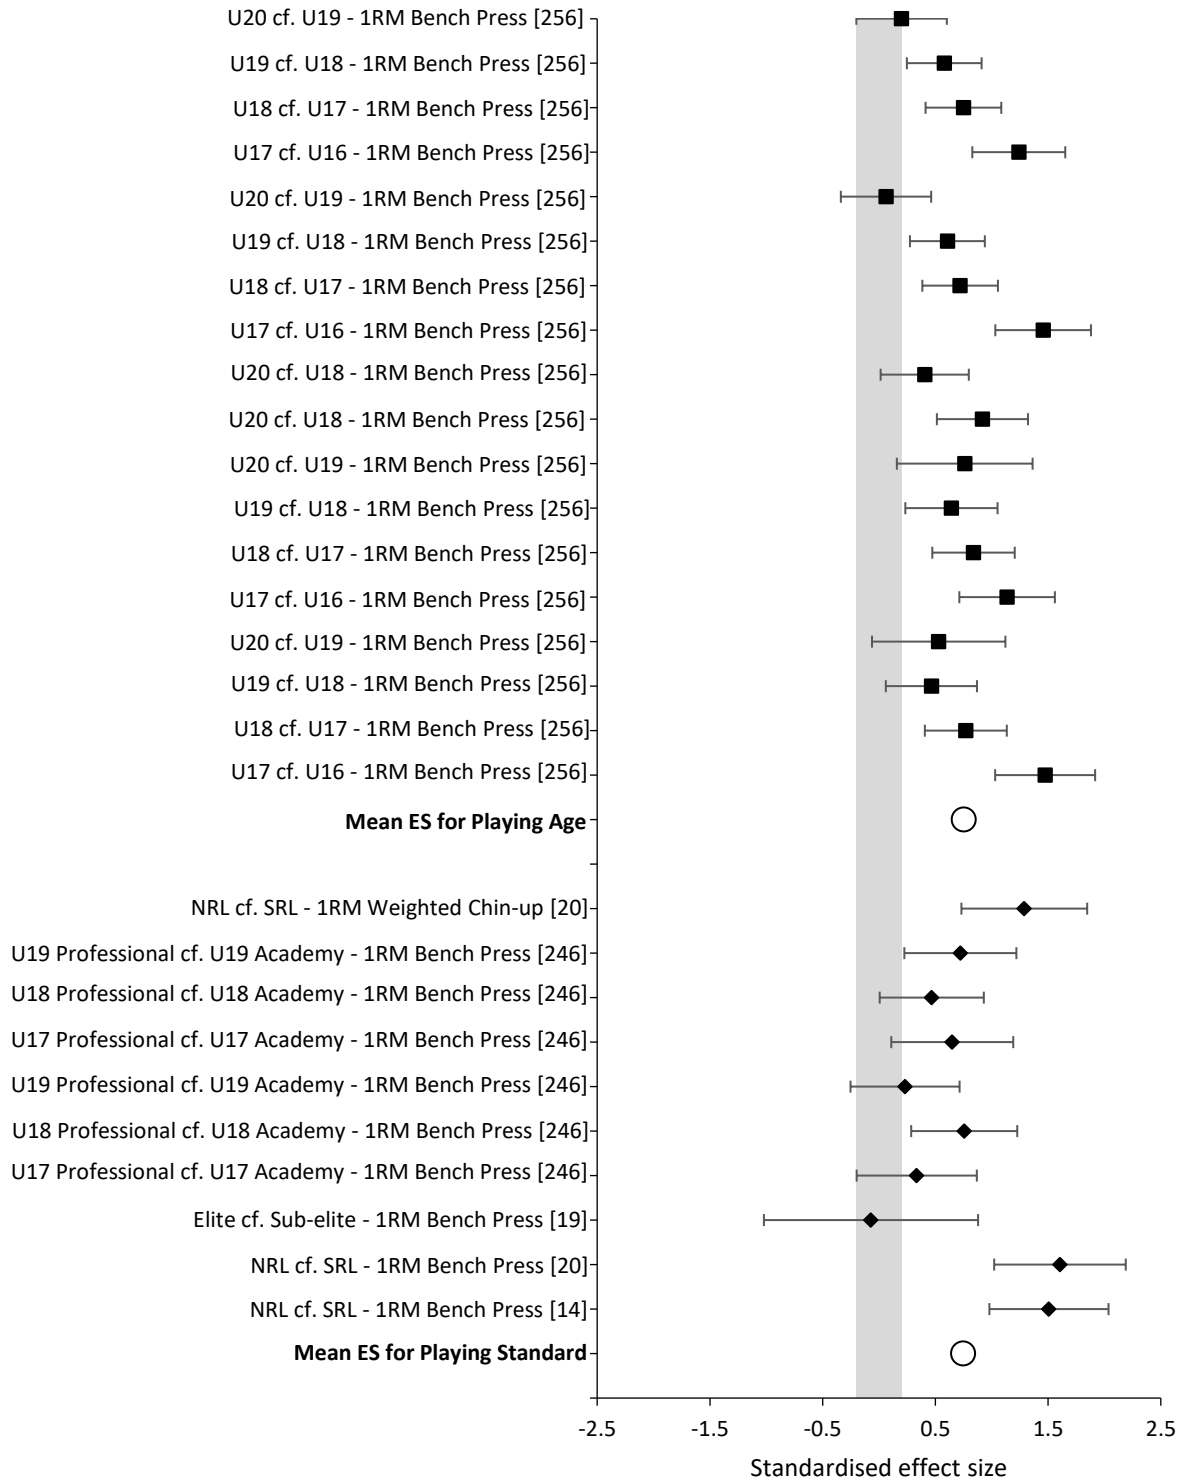 U20 cf. U19 - 1RM Bench Press [256]
U19 cf. U18 - 1RM Bench Press [256]
U18 cf. U17 - 1RM Bench Press [256]
U17 cf. U16 - 1RM Bench Press [256]
U20 cf. U19 - 1RM Bench Press [256]
U19 cf. U18 - 1RM Bench Press [256]
U18 cf. U17 - 1RM Bench Press [256]
U17 cf. U16 - 1RM Bench Press [256]
U20 cf. U18 - 1RM Bench Press [256]
U20 cf. U18 - 1RM Bench Press [256]
U20 cf. U19 - 1RM Bench Press [256]
U19 cf. U18 - 1RM Bench Press [256]
U18 cf. U17 - 1RM Bench Press [256]
U17 cf. U16 - 1RM Bench Press [256]
U20 cf. U19 - 1RM Bench Press [256]
U19 cf. U18 - 1RM Bench Press [256]
U18 cf. U17 - 1RM Bench Press [256]
U17 cf. U16 - 1RM Bench Press [256]
Mean ES for Playing Age
NRL cf. SRL - 1RM Weighted Chin-up [20]
U19 Professional cf. U19 Academy - 1RM Bench Press [246]
U18 Professional cf. U18 Academy - 1RM Bench Press [246]
U17 Professional cf. U17 Academy - 1RM Bench Press [246]
U19 Professional cf. U19 Academy - 1RM Bench Press [246]
U18 Professional cf. U18 Academy - 1RM Bench Press [246]
U17 Professional cf. U17 Academy - 1RM Bench Press [246]
Elite cf. Sub-elite - 1RM Bench Press [19]
NRL cf. SRL - 1RM Bench Press [20]
NRL cf. SRL - 1RM Bench Press [14]
Mean ES for Playing Standard
-2.5 -1.5 -0.5 0.5 1.5 2.5
Standardised effect size